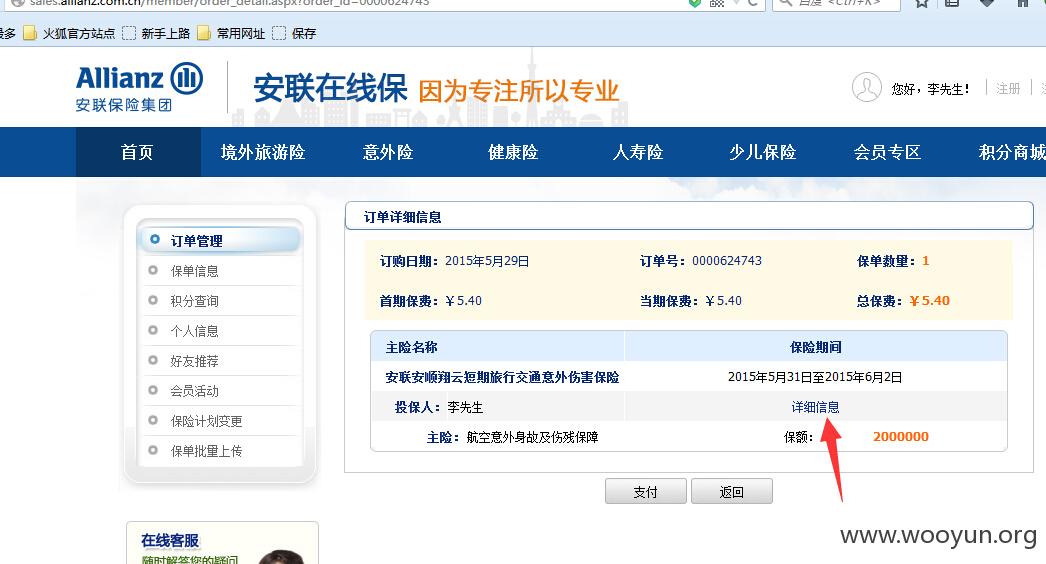 sales.allianz.com.cn/member/order_detail.aspx?order_id=0000624743
百度 <Ctrl+K>
最多 火狐官方站点 新手上路 常用网址 保存
Allianz
安联保险集团
安联在线保 因为专注所以专业
您好，李先生！ 注册
首页 境外旅游险 意外险 健康险 人寿险 少儿保险 会员专区 积分商城
订单管理
保单信息
积分查询
个人信息
好友推荐
会员活动
保险计划变更
保单批量上传
订单详细信息
订购日期：2015年5月29日 订单号：0000624743 保单数量：1
首期保费：￥5.40 当期保费：￥5.40 总保费：￥5.40
主险名称 保险期间
安联安顺翔云短期旅行交通意外伤害保险 2015年5月31日至2015年6月2日
投保人：李先生 详细信息
主险：航空意外身故及伤残保障 保额： 2000000
支付 返回
在线客服
随时解答您的疑问
www.wooyun.org